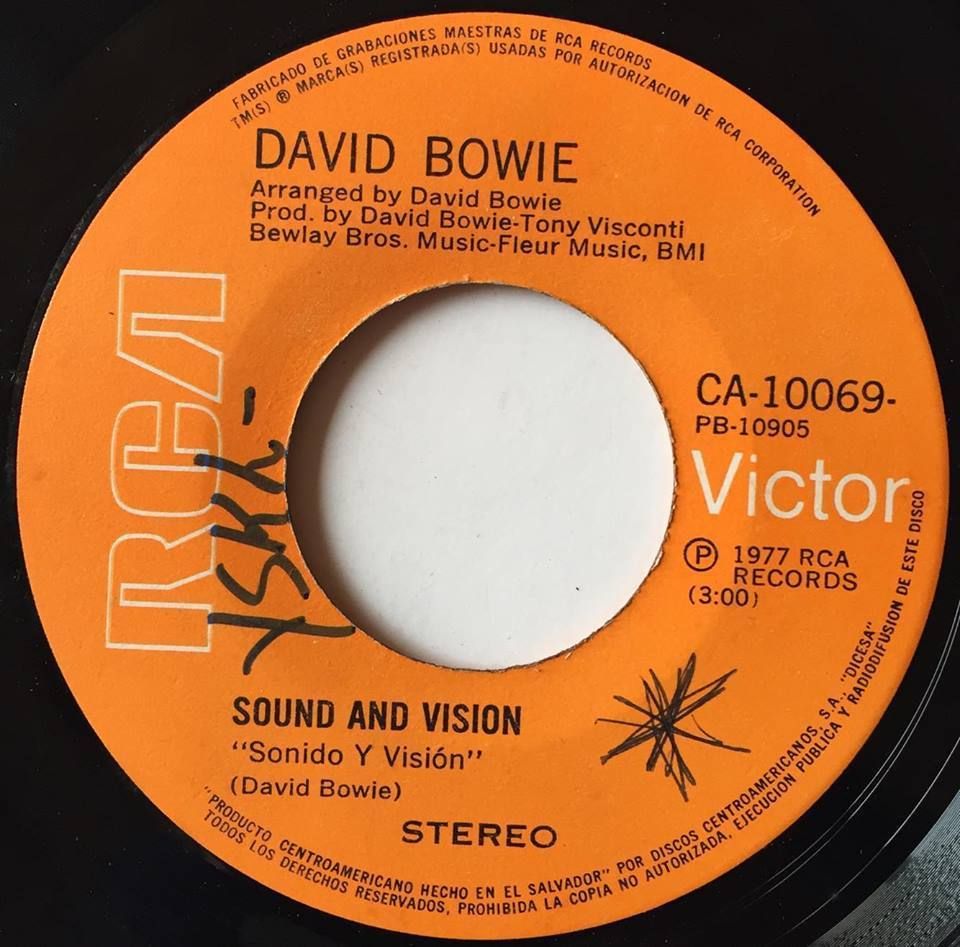 FABRICADO DE GRABACIONES MAESTRAS DE RCA RECORDS
TM(S) ® MARCA(S) REGISTRADA(S) USADAS POR AUTORIZACION DE RCA CORPORATION
DAVID BOWIE
Arranged by David Bowie
Prod. by David Bowie-Tony Visconti
Bewlay Bros. Music-Fleur Music, BMI
RCA
CA-10069-
PB-10905
Victor
Ⓟ 1977 RCA
RECORDS
(3:00)
SOUND AND VISION
"Sonido Y Visión"
(David Bowie)
STEREO
"PRODUCTO CENTROAMERICANO HECHO EN EL SALVADOR" POR DISCOS CENTROAMERICANOS, S.A., "DICESA"
TODOS LOS DERECHOS RESERVADOS, PROHIBIDA LA COPIA NO AUTORIZADA, EJECUCION PUBLICA Y RADIODIFUSION DE ESTE DISCO